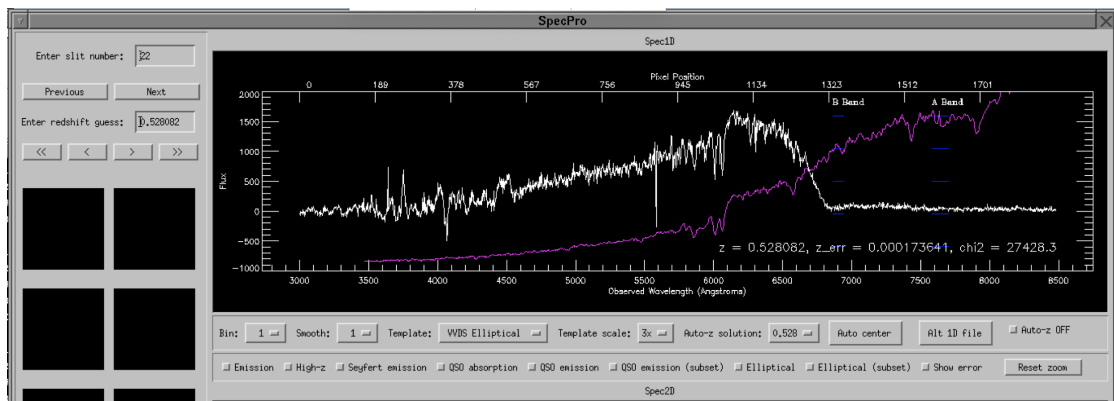 SpecPro
Enter slit number: 22
Previous Next
Enter redshift guess: 0.528082
<< < > >>
Spec1D
Pixel Position
0 189 378 567 756 945 1134 1323 1512 1701
B Band A Band
2000
1500
1000
500
0
−500
−1000
Flux
z = 0.528082, z_err = 0.000173641, chi2 = 27428.3
3000 3500 4000 4500 5000 5500 6000 6500 7000 7500 8000 8500
Observed Wavelength (Angstroms)
Bin: 1 Smooth: 1 Template: VVDS Elliptical Template scale: 3x Auto-z solution: 0.528 Auto center Alt 1D file Auto-z OFF
Emission High-z Seyfert emission QSO absorption QSO emission QSO emission (subset) Elliptical Elliptical (subset) Show error Reset zoom
Spec2D